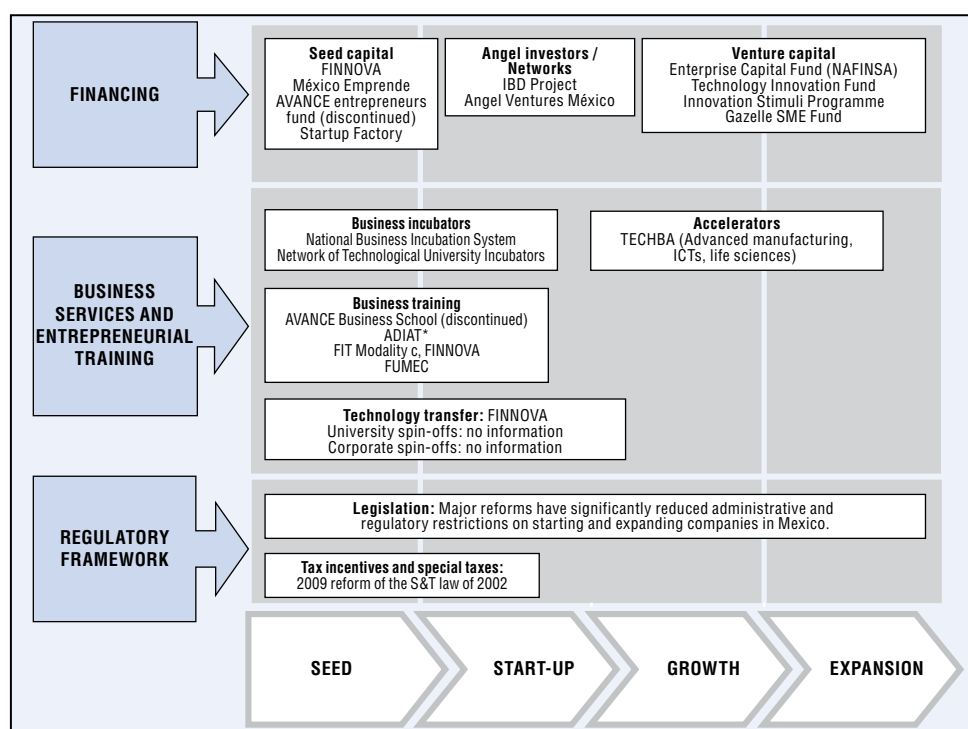 FINANCING
Seed capital
FINNOVA
México Emprende
AVANCE entrepreneurs
fund (discontinued)
Startup Factory
Angel investors /
Networks
IBD Project
Angel Ventures México
Venture capital
Enterprise Capital Fund (NAFINSA)
Technology Innovation Fund
Innovation Stimuli Programme
Gazelle SME Fund
BUSINESS
SERVICES AND
ENTREPRENEURIAL
TRAINING
Business incubators
National Business Incubation System
Network of Technological University Incubators
Accelerators
TECHBA (Advanced manufacturing,
ICTs, life sciences)
Business training
AVANCE Business School (discontinued)
ADIAT*
FIT Modality c, FINNOVA
FUMEC
Technology transfer: FINNOVA
University spin-offs: no information
Corporate spin-offs: no information
REGULATORY
FRAMEWORK
Legislation: Major reforms have significantly reduced administrative and
regulatory restrictions on starting and expanding companies in Mexico.
Tax incentives and special taxes:
2009 reform of the S&T law of 2002
SEED
START-UP
GROWTH
EXPANSION